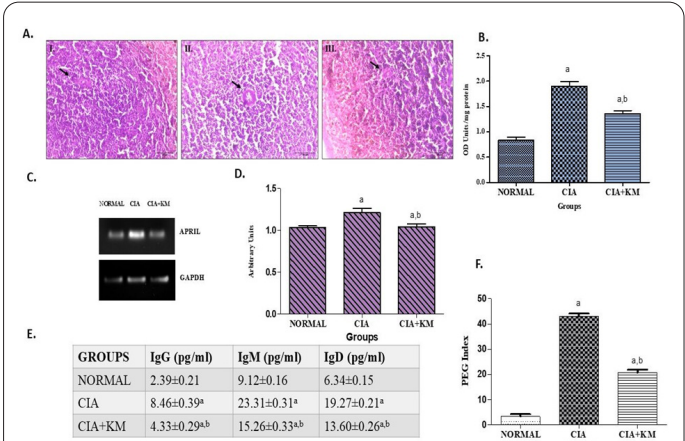 A.
I
II
III
B.
OD Units/mg protein
2.5
2.0
1.5
1.0
0.5
0.0
a
a,b
NORMAL CIA CIA+KM
Groups
C.
NORMAL CIA CIA+KM
APRIL
GAPDH
D.
Arbitrary Units
1.5
1.0
0.5
0.0
a
a,b
NORMAL CIA CIA+KM
Groups
E.
GROUPS IgG (pg/ml) IgM (pg/ml) IgD (pg/ml)
NORMAL 2.39±0.21 9.12±0.16 6.34±0.15
CIA 8.46±0.39a 23.31±0.31a 19.27±0.21a
CIA+KM 4.33±0.29a,b 15.26±0.33a,b 13.60±0.26a,b
F.
PEG Index
50
40
30
20
10
0
a
a,b
NORMAL CIA CIA+KM